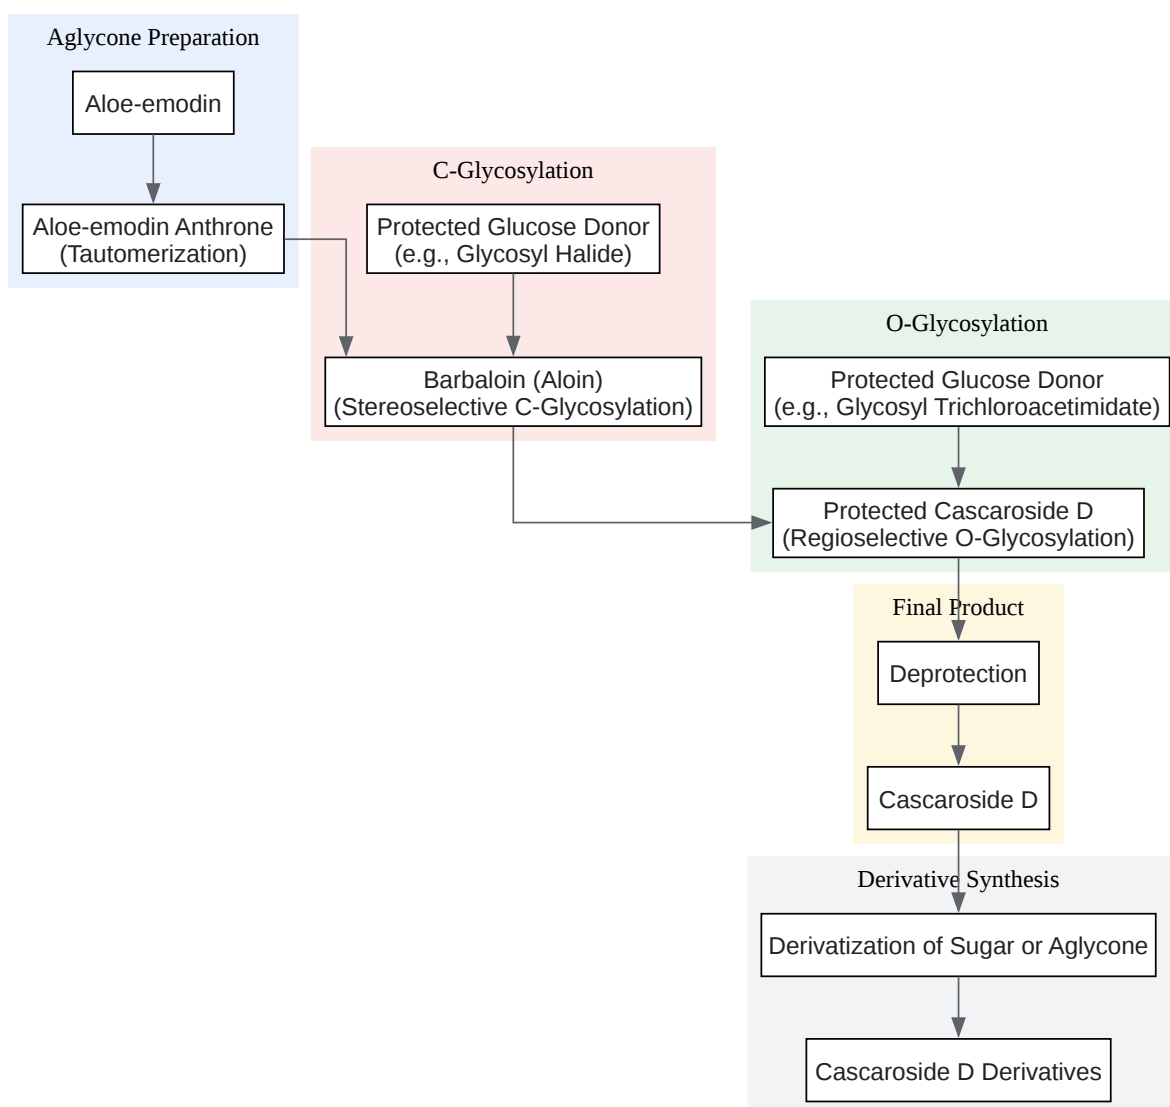 Aglycone Preparation
Aloe-emodin
Aloe-emodin Anthrone
(Tautomerization)
C-Glycosylation
Protected Glucose Donor
(e.g., Glycosyl Halide)
Barbaloin (Aloin)
(Stereoselective C-Glycosylation)
O-Glycosylation
Protected Glucose Donor
(e.g., Glycosyl Trichloroacetimidate)
Protected Cascaroside D
(Regioselective O-Glycosylation)
Final Product
Deprotection
Cascaroside D
Derivative Synthesis
Derivatization of Sugar or Aglycone
Cascaroside D Derivatives